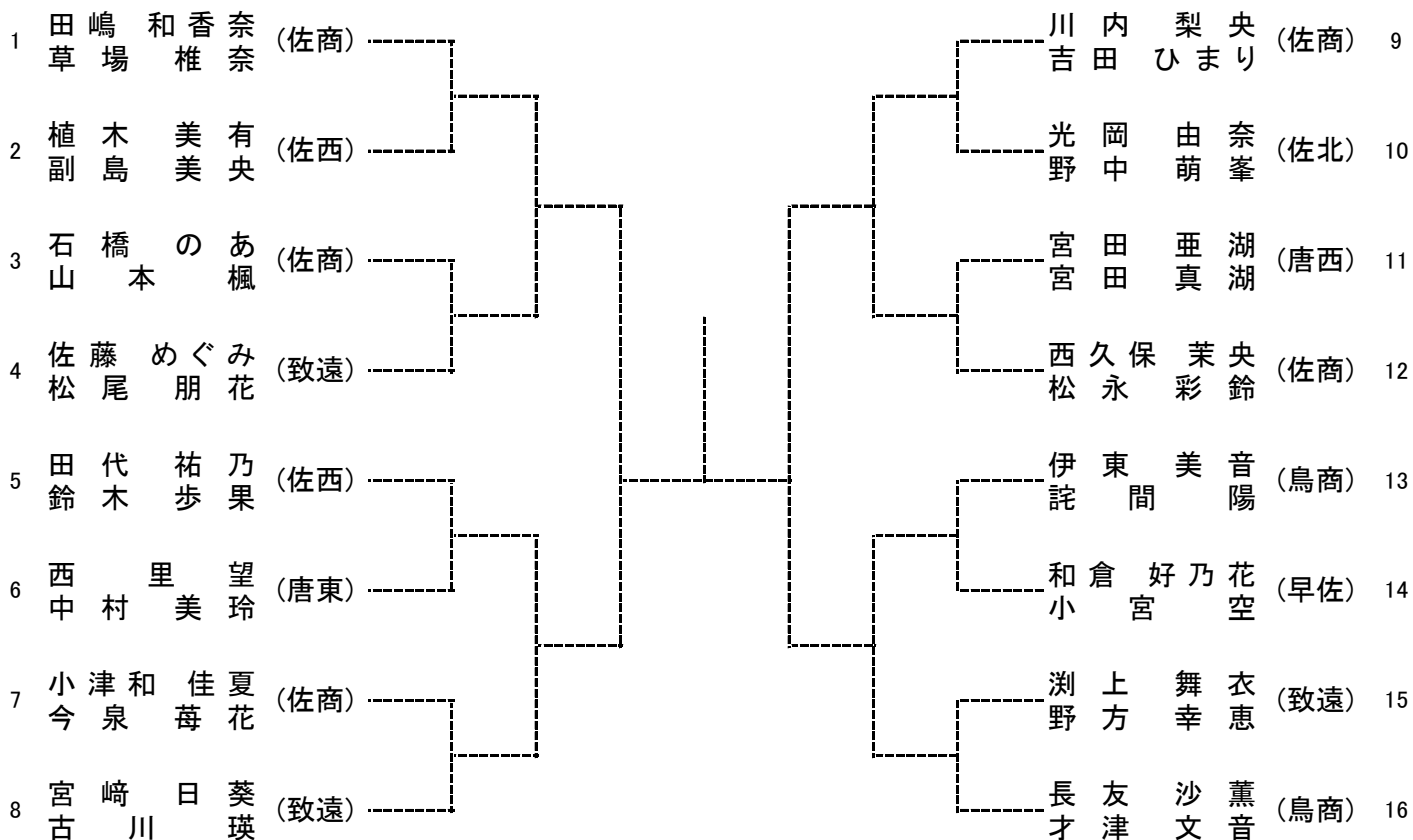 1 田嶋 和香奈 (佐商)
草場 椎奈
2 植木 美有 (佐西)
副島 美央
3 石橋 のあ (佐商)
山本 楓
4 佐藤 めぐみ (致遠)
松尾 朋花
5 田代 祐乃 (佐西)
鈴木 歩果
6 西里 望 (唐東)
中村 美玲
7 小津和 佳夏 (佐商)
今泉 苺花
8 宮﨑 日葵 (致遠)
古川 瑛
川内 梨央 (佐商) 9
吉田 ひまり
光岡 由奈 (佐北) 10
野中 萌峯
宮田 亜湖 (唐西) 11
宮田 真湖
西久保 茉央 (佐商) 12
松永 彩鈴
伊東 美音 (鳥商) 13
詫間 陽
和倉 好乃花 (早佐) 14
小宮 空
渕上 舞衣 (致遠) 15
野方 幸恵
長友 沙薫 (鳥商) 16
才津 文音